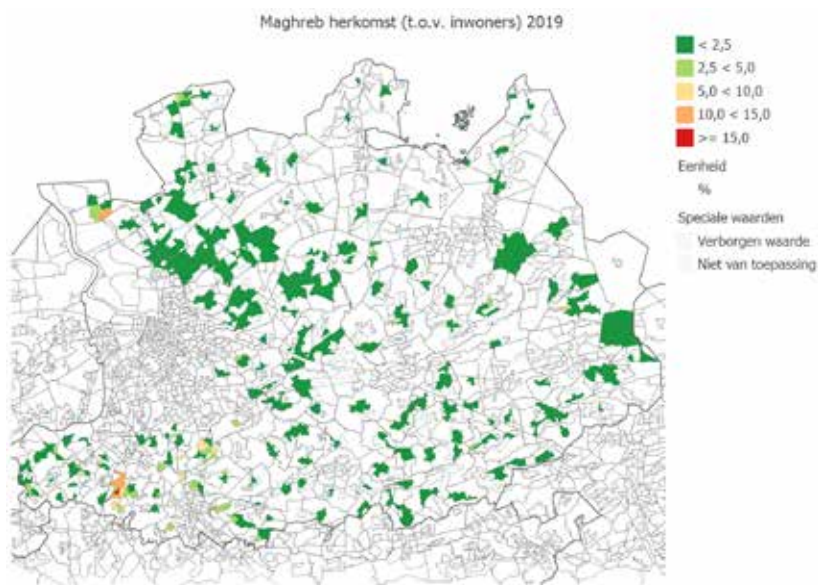 Maghreb herkomst (t.o.v. inwoners) 2019
< 2,5
2,5 < 5,0
5,0 < 10,0
10,0 < 15,0
>= 15,0
Eenheid
%
Speciale waarden
Verborgen waarde
Niet van toepassing